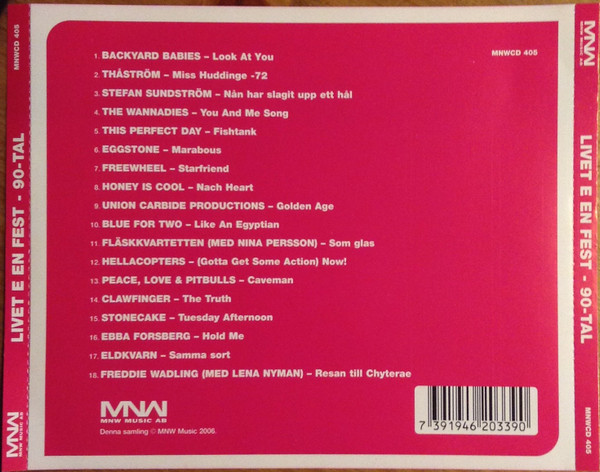 MNWCD 405
LIVET E EN FEST - 90-TAL
MNW
MNW MUSIC AB
MNWCD 405
1. BACKYARD BABIES – Look At You
2. THÅSTRÖM – Miss Huddinge -72
3. STEFAN SUNDSTRÖM – Nån har slagit upp ett hål
4. THE WANNADIES – You And Me Song
5. THIS PERFECT DAY – Fishtank
6. EGGSTONE – Marabous
7. FREEWHEEL – Starfriend
8. HONEY IS COOL – Nach Heart
9. UNION CARBIDE PRODUCTIONS – Golden Age
10. BLUE FOR TWO – Like An Egyptian
11. FLÄSKKVARTETTEN (MED NINA PERSSON) – Som glas
12. HELLACOPTERS – (Gotta Get Some Action) Now!
13. PEACE, LOVE & PITBULLS – Caveman
14. CLAWFINGER – The Truth
15. STONECAKE – Tuesday Afternoon
16. EBBA FORSBERG – Hold Me
17. ELDKVARN – Samma sort
18. FREDDIE WADLING (MED LENA NYMAN) – Resan till Chyterae
MNW
MNW MUSIC AB
Denna samling © MNW Music 2006.
7 391946 203390
MNW
MNW MUSIC AB
LIVET E EN FEST - 90-TAL
MNWCD 405